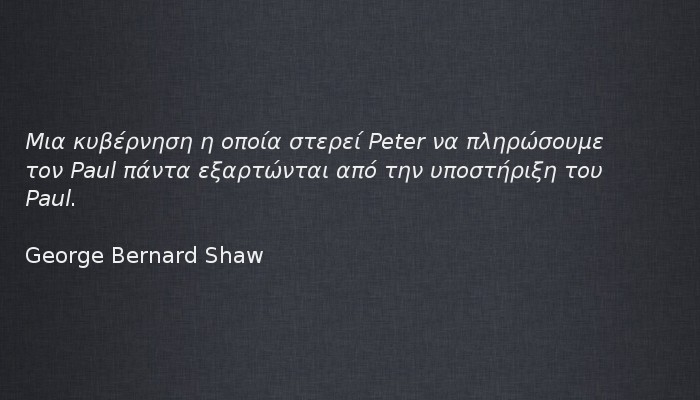 Μια κυβέρνηση η οποία στερεί Peter να πληρώσουμε
τον Paul πάντα εξαρτώνται από την υποστήριξη του
Paul.
George Bernard Shaw